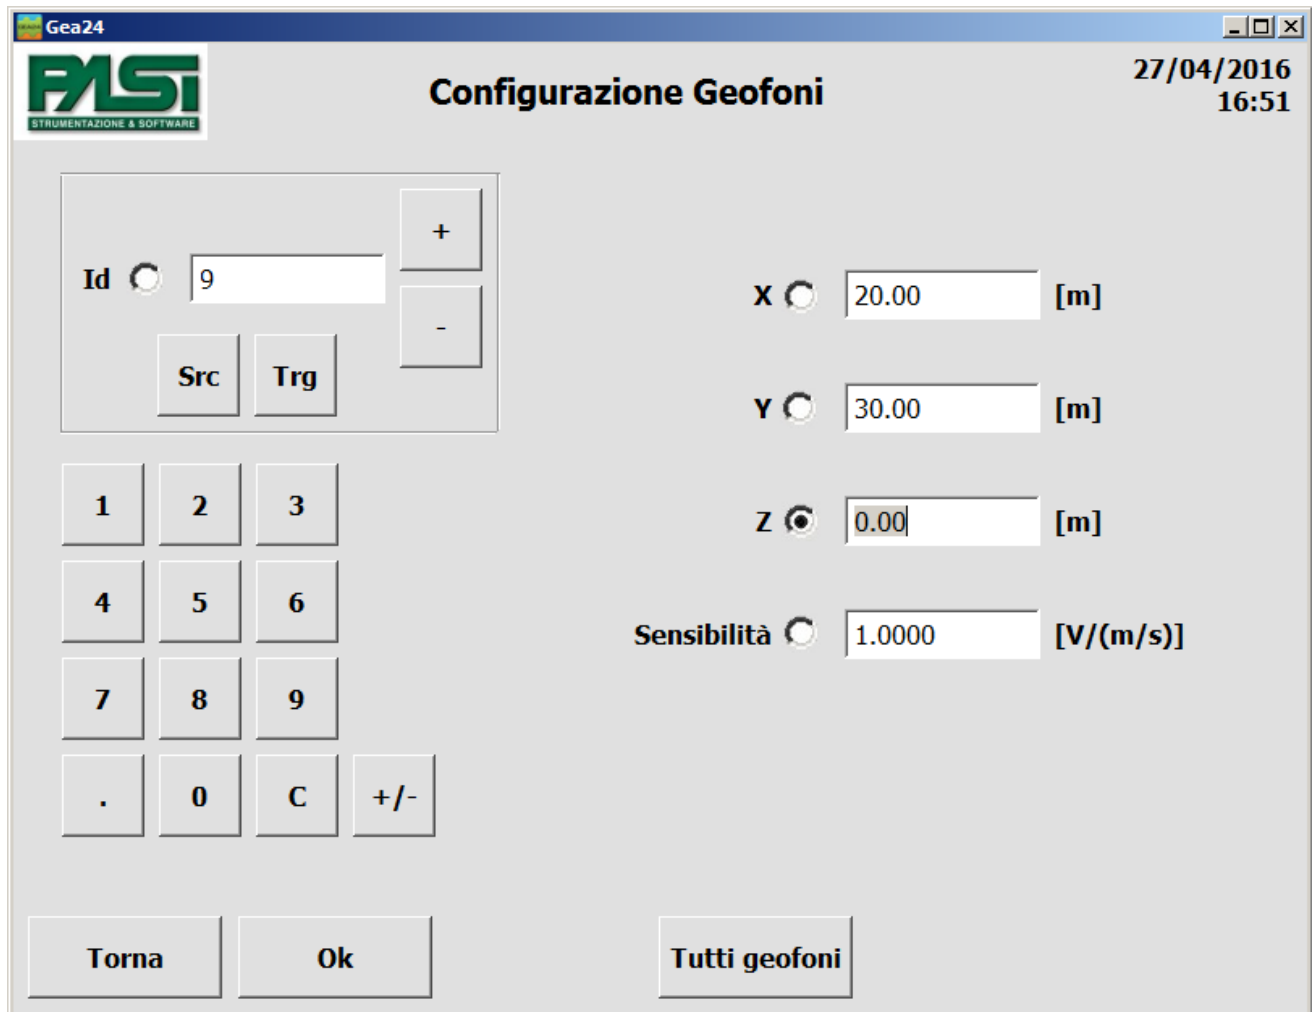 Gea24
PASI
STRUMENTAZIONE & SOFTWARE
Configurazione Geofoni
27/04/2016
16:51
Id 9
+
-
Src Trg
X 20.00 [m]
Y 30.00 [m]
Z 0.00 [m]
Sensibilità 1.0000 [V/(m/s)]
1 2 3
4 5 6
7 8 9
. 0 C +/-
Torna Ok Tutti geofoni